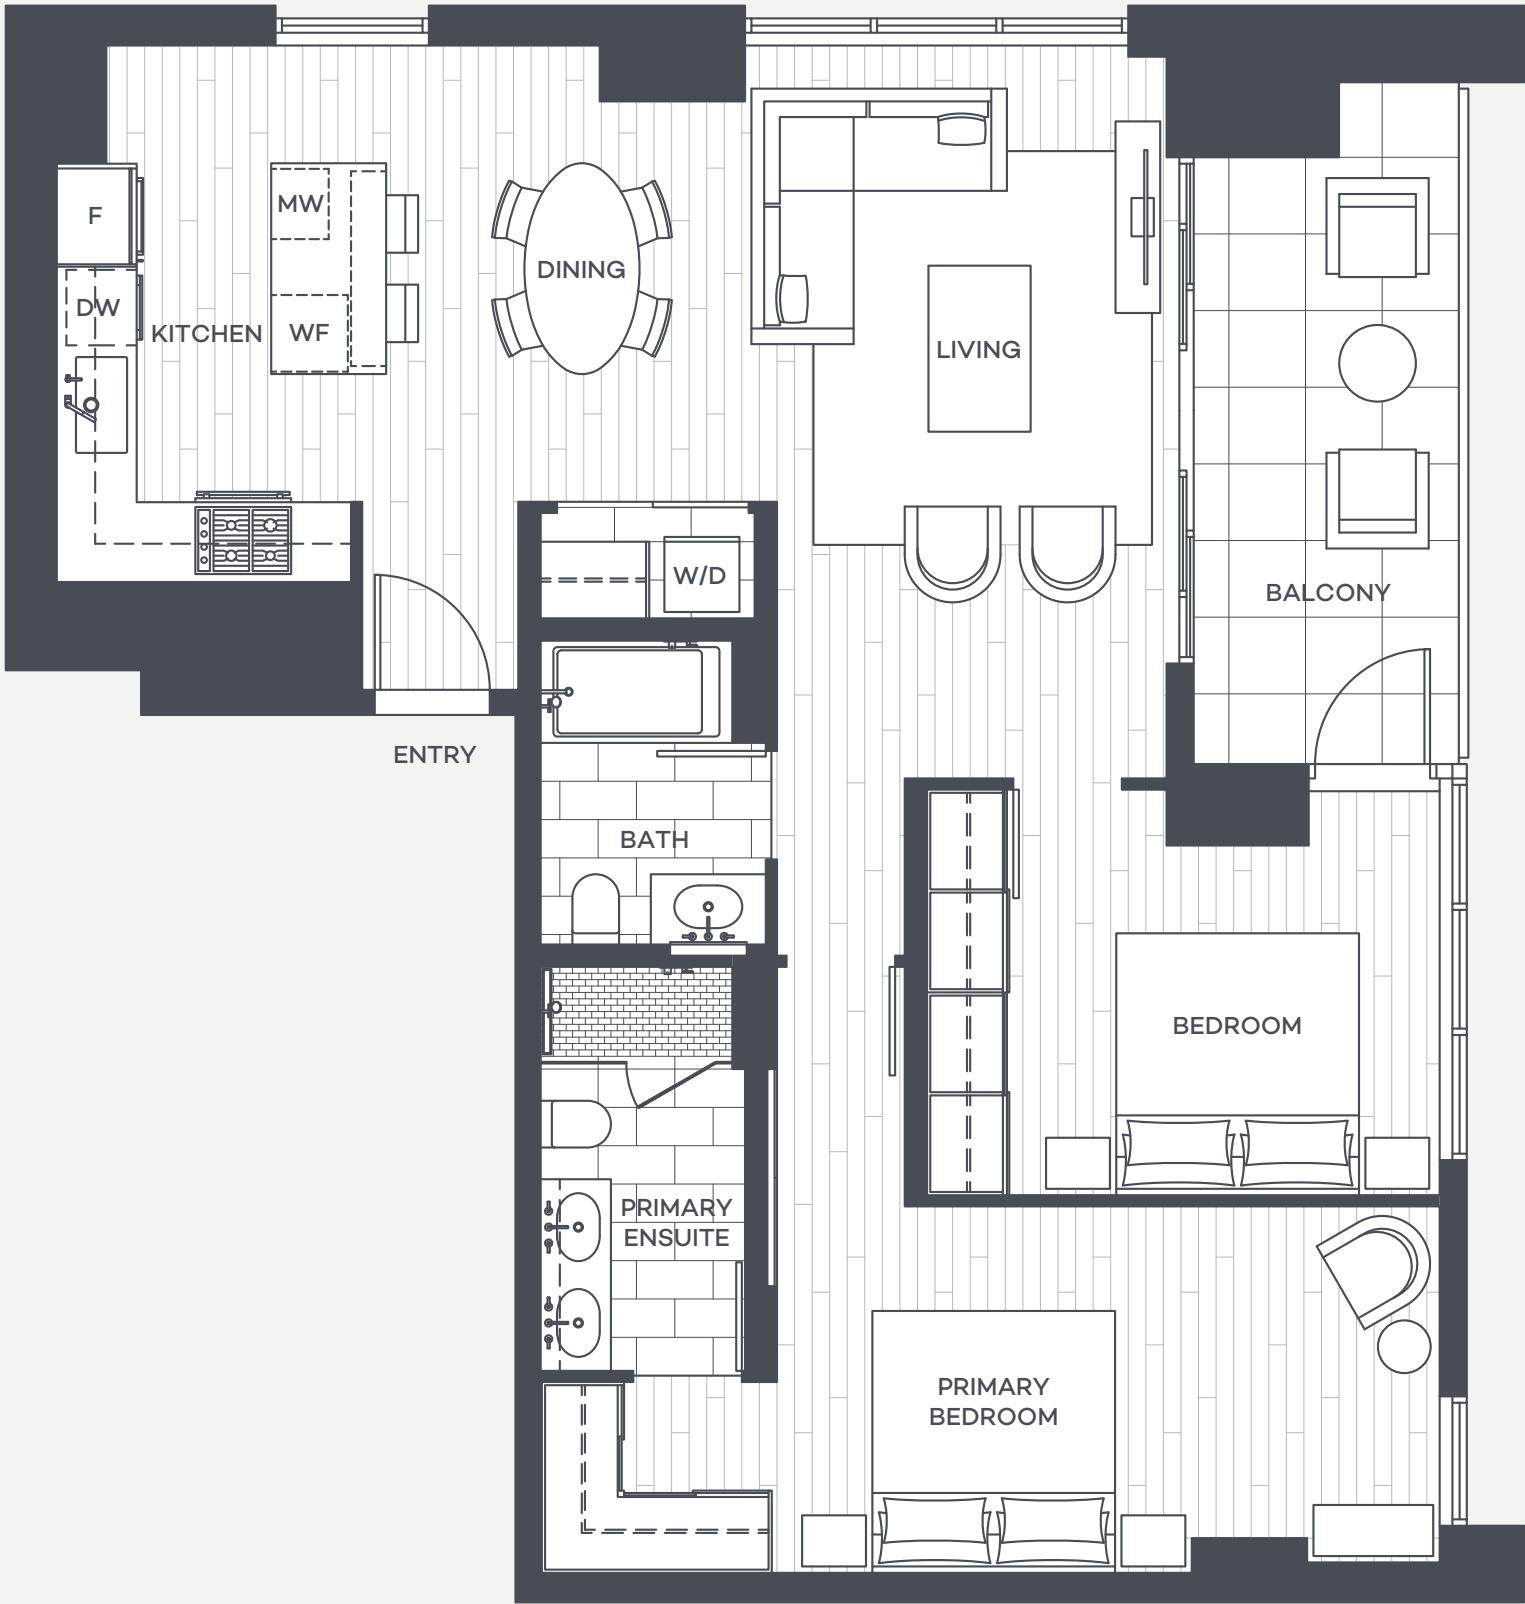 MW
F
DINING
DW
KITCHEN
WF
LIVING
W/D
BALCONY
ENTRY
BATH
BEDROOM
PRIMARY
ENSUITE
PRIMARY
BEDROOM